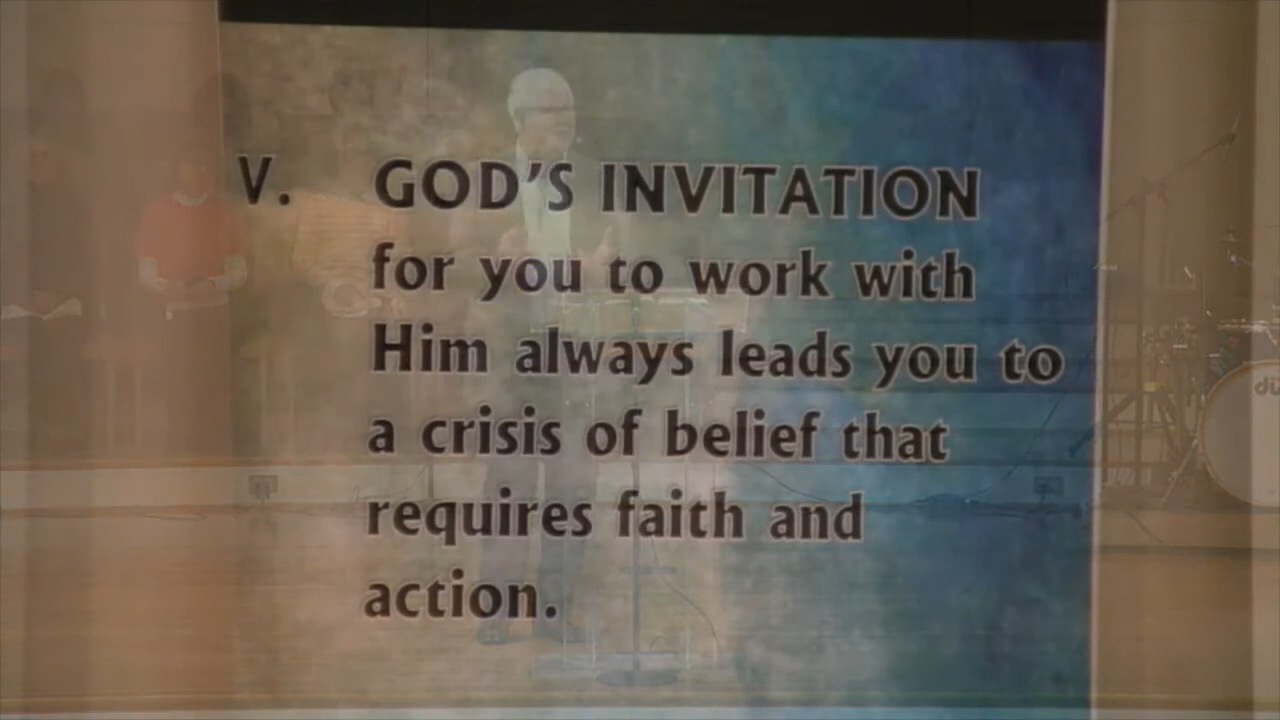 V. GOD'S INVITATION
for you to work with
Him always leads you to
a crisis of belief that
requires faith and
action.